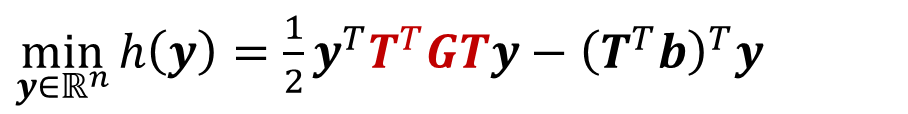 min h(y) = 1/2 yᵀTᵀGTy − (Tᵀb)ᵀy
y∈ℝⁿ